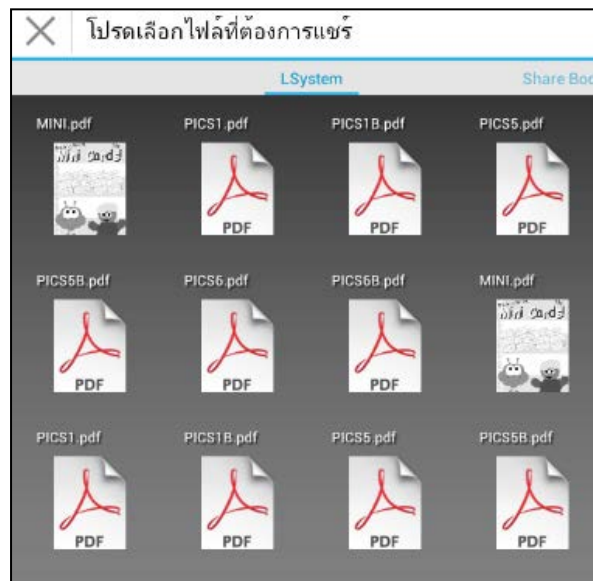 โปรดเลือกไฟล์ที่ต้องการแชร์
LSystem Share Boo
MINI.pdf PICS1.pdf PICS1B.pdf PICS5.pdf
PDF PDF PDF
PICS5B.pdf PICS6.pdf PICS6B.pdf MINI.pdf
PDF PDF PDF
PICS1.pdf PICS1B.pdf PICS5.pdf PICS5B.pdf
PDF PDF PDF PDF